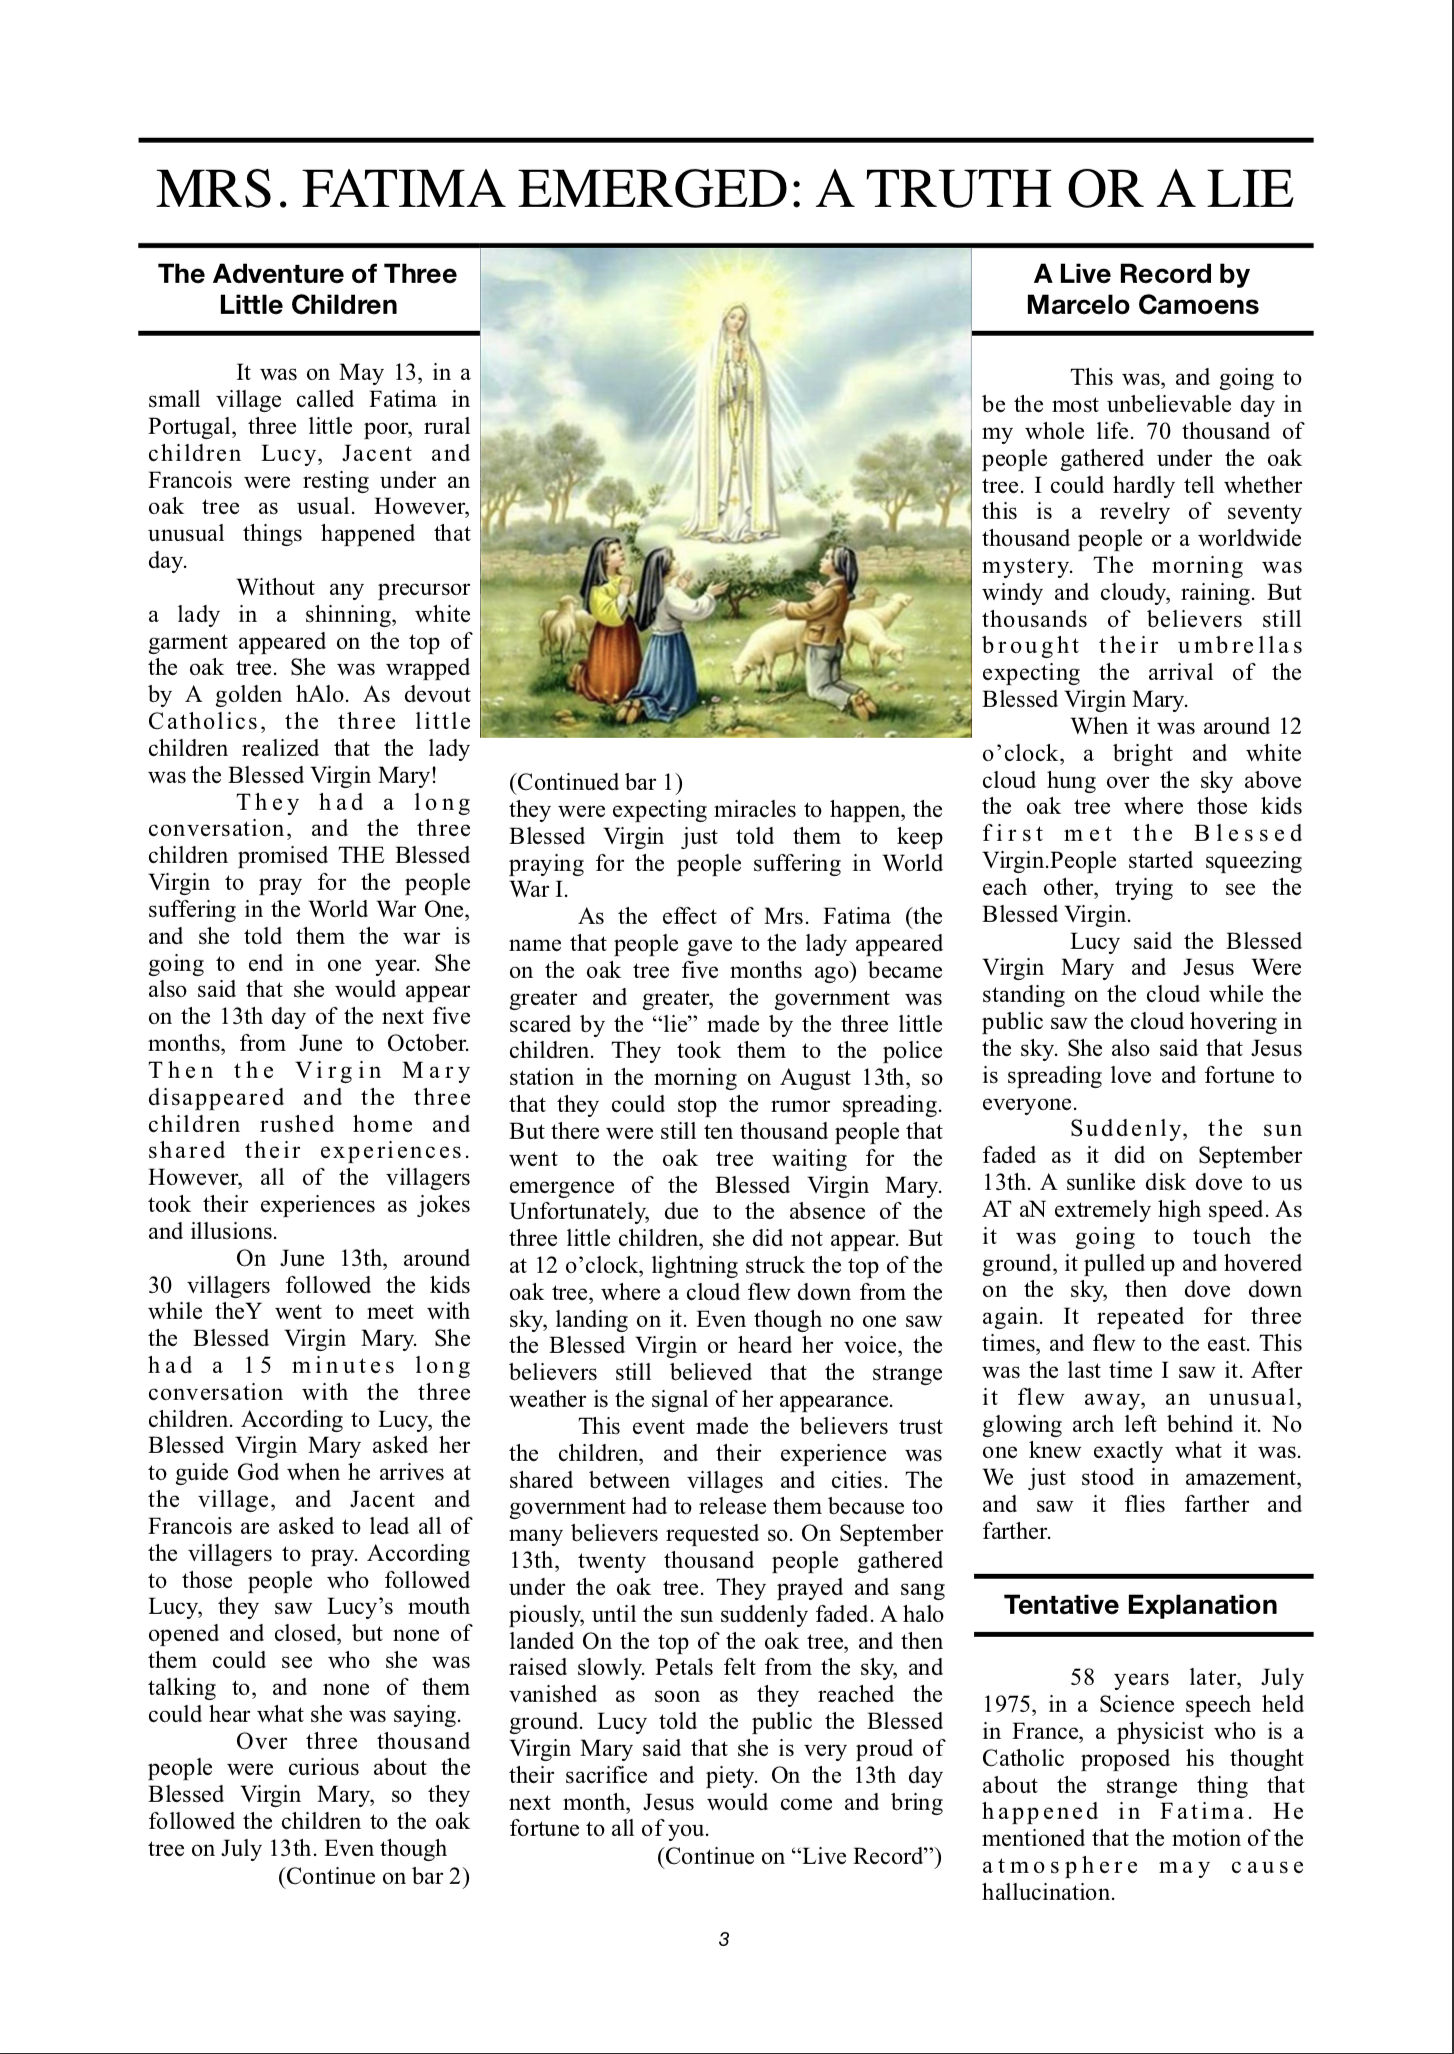 MRS. FATIMA EMERGED: A TRUTH OR A LIE
The Adventure of Three
Little Children
It was on May 13, in a
small village called Fatima in
Portugal, three little poor, rural
children Lucy, Jacent and
Francois were resting under an
oak tree as usual. However,
unusual things happened that
day.
Without any precursor
a lady in a shinning, white
garment appeared on the top of
the oak tree. She was wrapped
by A golden hAlo. As devout
Catholics, the three little
children realized that the lady
was the Blessed Virgin Mary!
They had a long
conversation, and the three
children promised THE Blessed
Virgin to pray for the people
suffering in the World War One,
and she told them the war is
going to end in one year. She
also said that she would appear
on the 13th day of the next five
months, from June to October.
Then the Virgin Mary
disappeared and the three
children rushed home and
shared their experiences.
However, all of the villagers
took their experiences as jokes
and illusions.
On June 13th, around
30 villagers followed the kids
while theY went to meet with
the Blessed Virgin Mary. She
had a 15 minutes long
conversation with the three
children. According to Lucy, the
Blessed Virgin Mary asked her
to guide God when he arrives at
the village, and Jacent and
Francois are asked to lead all of
the villagers to pray. According
to those people who followed
Lucy, they saw Lucy’s mouth
opened and closed, but none of
them could see who she was
talking to, and none of them
could hear what she was saying.
Over three thousand
people were curious about the
Blessed Virgin Mary, so they
followed the children to the oak
tree on July 13th. Even though
(Continue on bar 2)
(Continued bar 1)
they were expecting miracles to happen, the
Blessed Virgin just told them to keep
praying for the people suffering in World
War I.
As the effect of Mrs. Fatima (the
name that people gave to the lady appeared
on the oak tree five months ago) became
greater and greater, the government was
scared by the “lie” made by the three little
children. They took them to the police
station in the morning on August 13th, so
that they could stop the rumor spreading.
But there were still ten thousand people that
went to the oak tree waiting for the
emergence of the Blessed Virgin Mary.
Unfortunately, due to the absence of the
three little children, she did not appear. But
at 12 o’clock, lightning struck the top of the
oak tree, where a cloud flew down from the
sky, landing on it. Even though no one saw
the Blessed Virgin or heard her voice, the
believers still believed that the strange
weather is the signal of her appearance.
This event made the believers trust
the children, and their experience was
shared between villages and cities. The
government had to release them because too
many believers requested so. On September
13th, twenty thousand people gathered
under the oak tree. They prayed and sang
piously, until the sun suddenly faded. A halo
landed On the top of the oak tree, and then
raised slowly. Petals felt from the sky, and
vanished as soon as they reached the
ground. Lucy told the public the Blessed
Virgin Mary said that she is very proud of
their sacrifice and piety. On the 13th day
next month, Jesus would come and bring
fortune to all of you.
(Continue on “Live Record”)
A Live Record by
Marcelo Camoens
This was, and going to
be the most unbelievable day in
my whole life. 70 thousand of
people gathered under the oak
tree. I could hardly tell whether
this is a revelry of seventy
thousand people or a worldwide
mystery. The morning was
windy and cloudy, raining. But
thousands of believers still
brought their umbrellas
expecting the arrival of the
Blessed Virgin Mary.
When it was around 12
o’clock, a bright and white
cloud hung over the sky above
the oak tree where those kids
first met the Blessed
Virgin.People started squeezing
each other, trying to see the
Blessed Virgin.
Lucy said the Blessed
Virgin Mary and Jesus Were
standing on the cloud while the
public saw the cloud hovering in
the sky. She also said that Jesus
is spreading love and fortune to
everyone.
Suddenly, the sun
faded as it did on September
13th. A sunlike disk dove to us
AT aN extremely high speed. As
it was going to touch the
ground, it pulled up and hovered
on the sky, then dove down
again. It repeated for three
times, and flew to the east. This
was the last time I saw it. After
it flew away, an unusual,
glowing arch left behind it. No
one knew exactly what it was.
We just stood in amazement,
and saw it flies farther and
farther.
Tentative Explanation
58 years later, July
1975, in a Science speech held
in France, a physicist who is a
Catholic proposed his thought
about the strange thing that
happened in Fatima. He
mentioned that the motion of the
atmosphere may cause
hallucination.
3